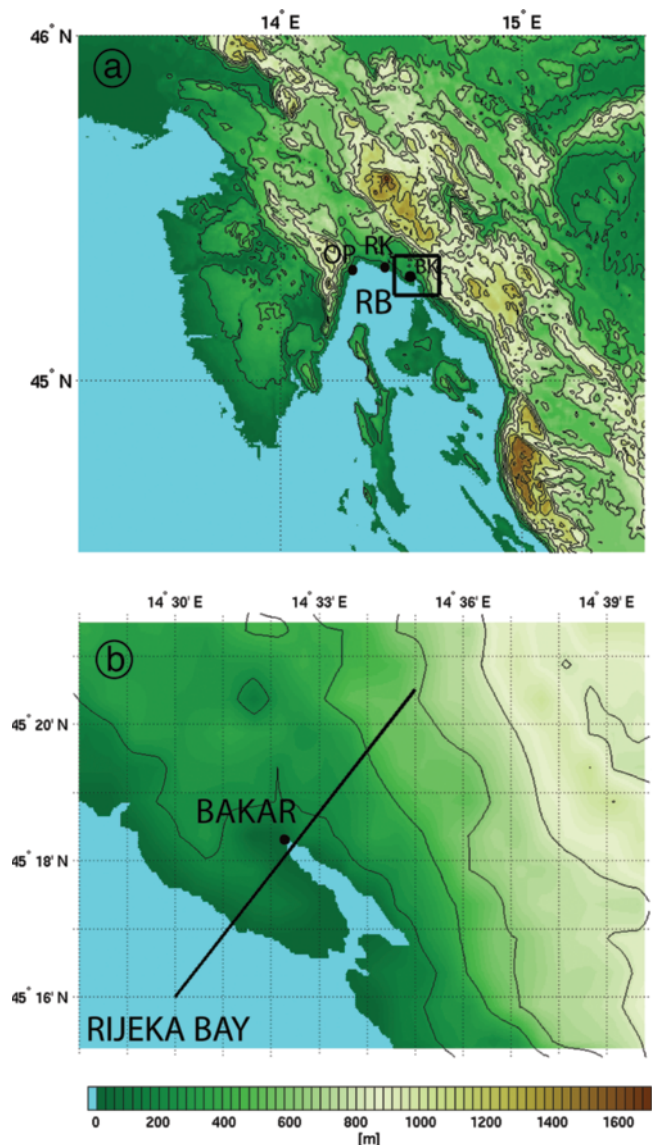 14° E 15° E
46° N
a
OP RK BK
RB
45° N
14° 30' E 14° 33' E 14° 36' E 14° 39' E
b
45° 20' N
BAKAR
45° 18' N
45° 16' N
RIJEKA BAY
0 200 400 600 800 1000 1200 1400 1600
[m]